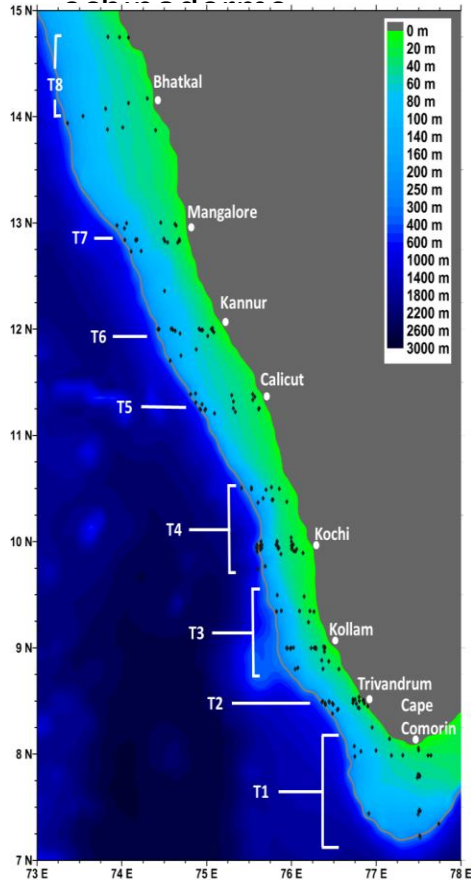 15 N
14 N
13 N
12 N
11 N
10 N
9 N
8 N
7 N
73 E
74 E
75 E
76 E
77 E
78 E
T8
T7
T6
T5
T4
T3
T2
T1
Bhatkal
Mangalore
Kannur
Calicut
Kochi
Kollam
Trivandrum
Cape
Comorin
0 m
20 m
40 m
60 m
80 m
100 m
140 m
160 m
200 m
400 m
600 m
1000 m
1400 m
1800 m
2200 m
2600 m
3000 m